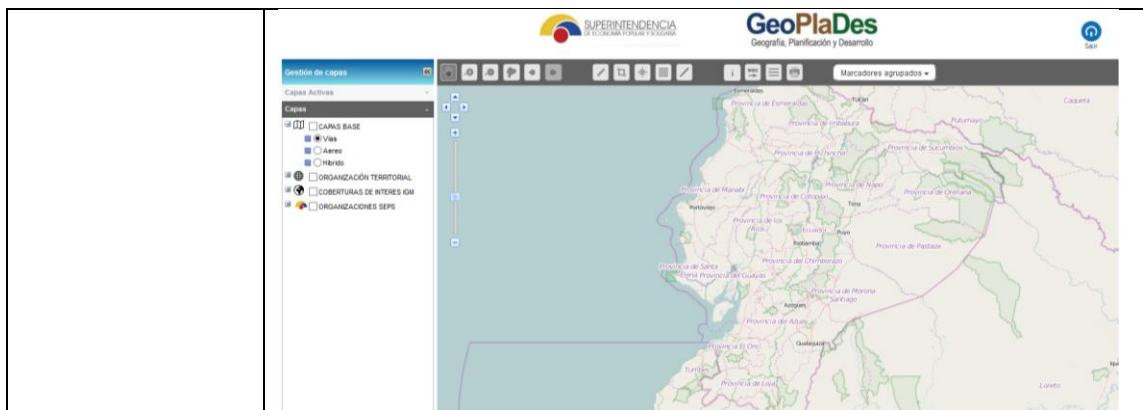 SUPERINTENDENCIA
DE ECONOMÍA POPULAR Y SOLIDARIA
GeoPlaDes
Geografía, Planificación y Desarrollo
Salir
Gestión de capas
Marcadores agrupados
Capas Activas
Capas
CAPAS BASE
Vías
Aereo
Híbrido
ORGANIZACIÓN TERRITORIAL
COBERTURAS DE INTERES IGM
ORGANIZACIONES SEPS
Esmeraldas
Provincia de Esmeraldas
Tulcán
Caqueta
Putumayo
Provincia de Imbabura
Provincia de Sucumbíos
Provincia de Pichincha
Provincia de Napo
Provincia de Manabí
Provincia de Cotopaxi
Provincia de Orellana
Portoviejo
Tena
Provincia de los
Ríos
Ecuador
Puyo
Riobamba
Provincia de Pastaza
Provincia del Chimborazo
Provincia de Santa
Elena
Provincia del Guayas
Provincia de Morona
Santiago
Azogues
Provincia del Azuay
Provincia El Oro
Gualaquiza
Tumbes
Provincia de Loja
Loreto